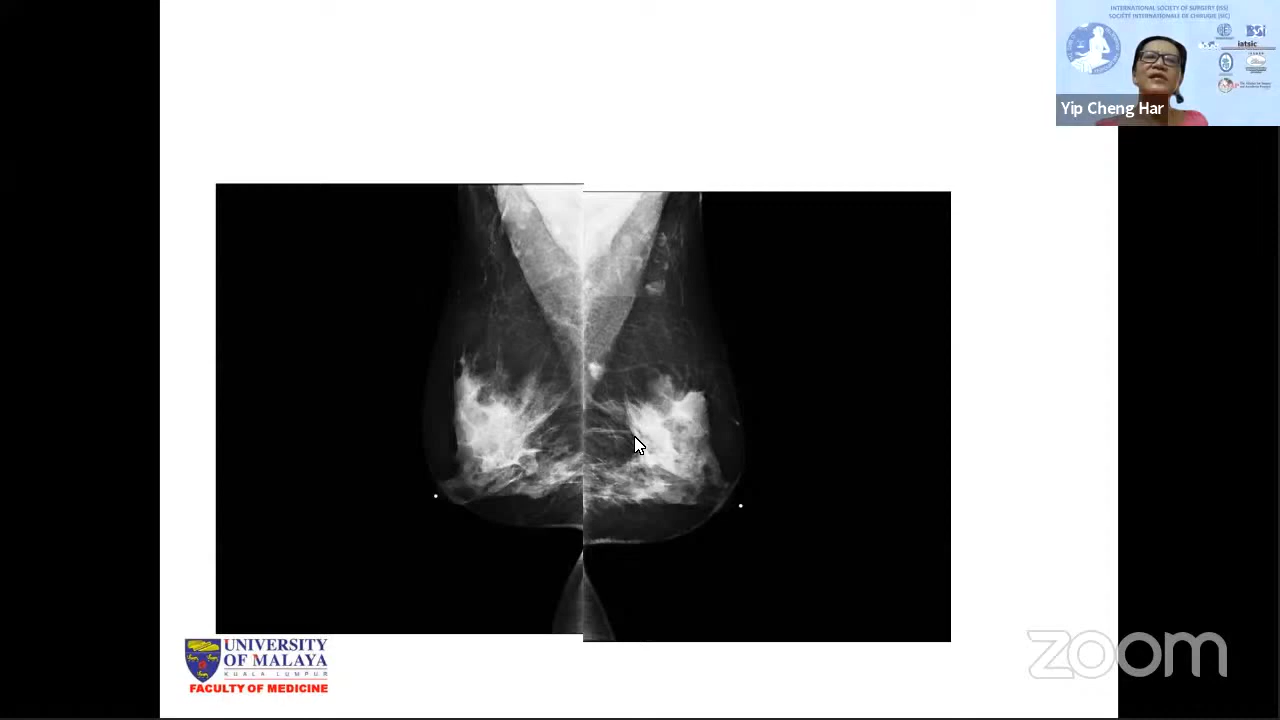 INTERNATIONAL SOCIETY OF SURGERY (ISS)
SOCIÉTÉ INTERNATIONALE DE CHIRURGIE (SIC)
iatsic
Yip Cheng Har
UNIVERSITY
OF MALAYA
KUALA LUMPUR
FACULTY OF MEDICINE
zoom